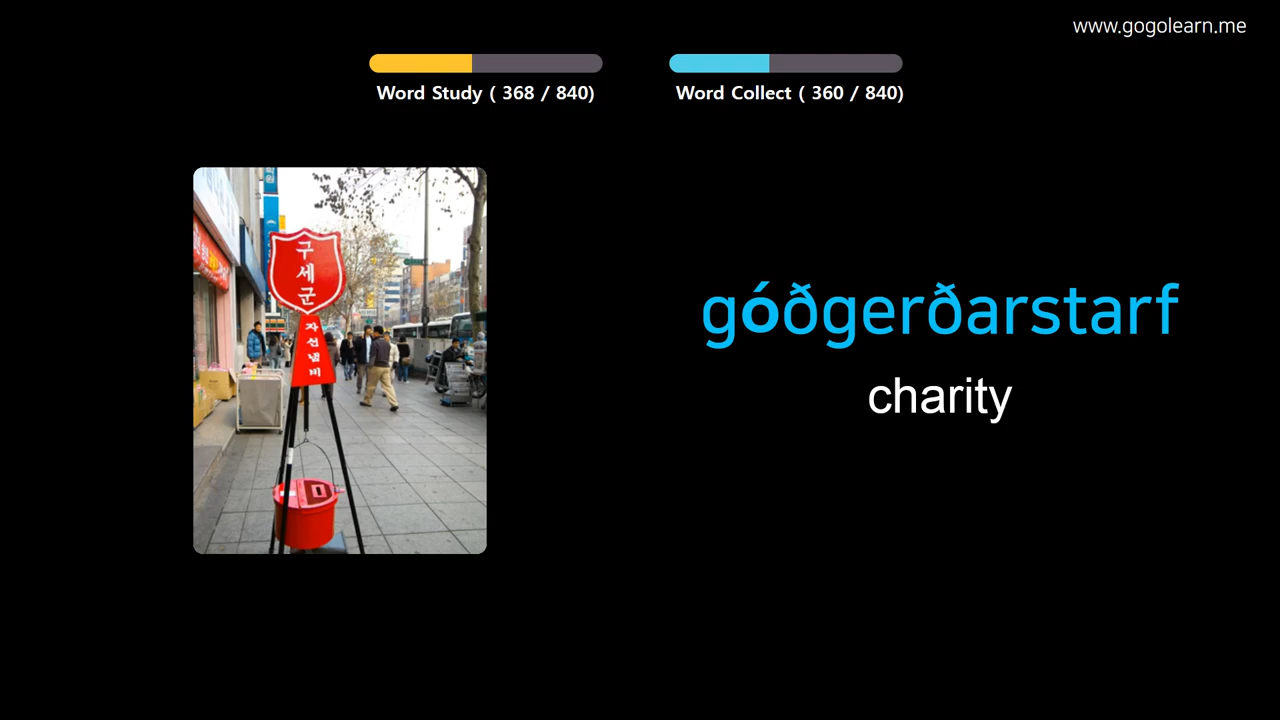 www.gogolearn.me
Word Study ( 368 / 840)
Word Collect ( 360 / 840)
구
세
군
자
선
냄
비
góðgerðarstarf
charity